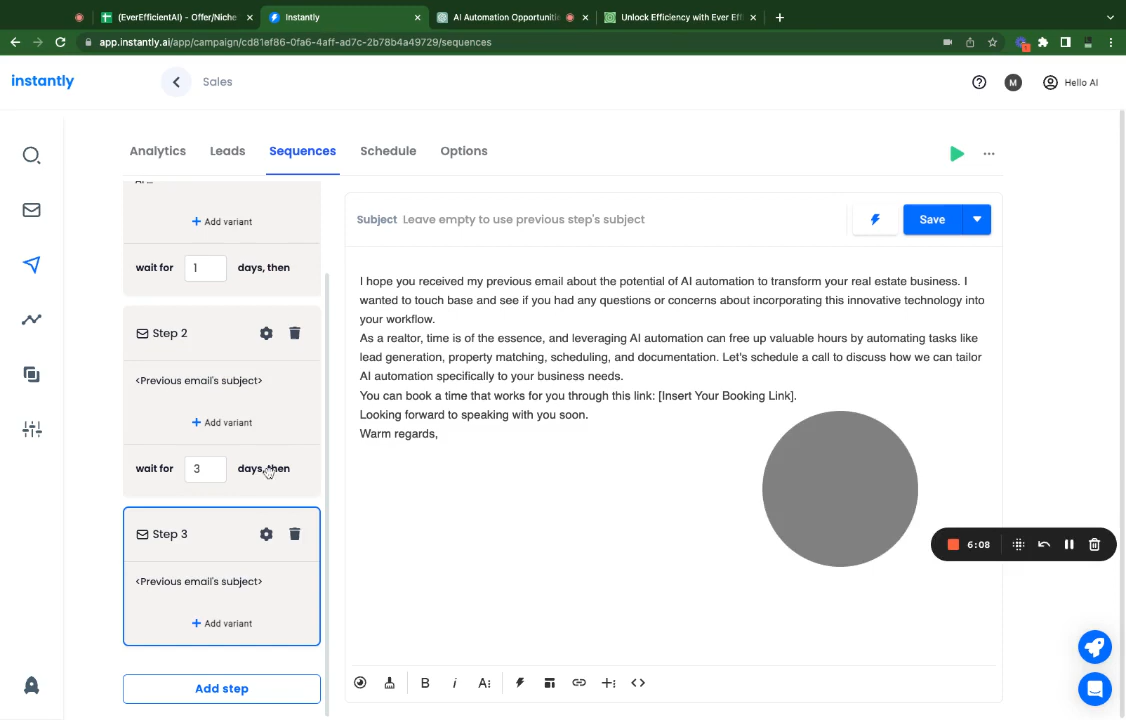 (EverEfficientAI) - Offer/Niche
Instantly
AI Automation Opportunitie
Unlock Efficiency with Ever Eff
app.instantly.ai/app/campaign/cd81ef86-0fa6-4aff-ad7c-2b78b4a49729/sequences
instantly
Sales
M
Hello AI
Analytics
Leads
Sequences
Schedule
Options
Add variant
wait for 1 days, then
Step 2
<Previous email's subject>
Add variant
wait for 3 days, then
Step 3
<Previous email's subject>
Add variant
Add step
Subject Leave empty to use previous step's subject
Save
I hope you received my previous email about the potential of AI automation to transform your real estate business. I
wanted to touch base and see if you had any questions or concerns about incorporating this innovative technology into
your workflow.
As a realtor, time is of the essence, and leveraging AI automation can free up valuable hours by automating tasks like
lead generation, property matching, scheduling, and documentation. Let's schedule a call to discuss how we can tailor
AI automation specifically to your business needs.
You can book a time that works for you through this link: [Insert Your Booking Link].
Looking forward to speaking with you soon.
Warm regards,
6:08